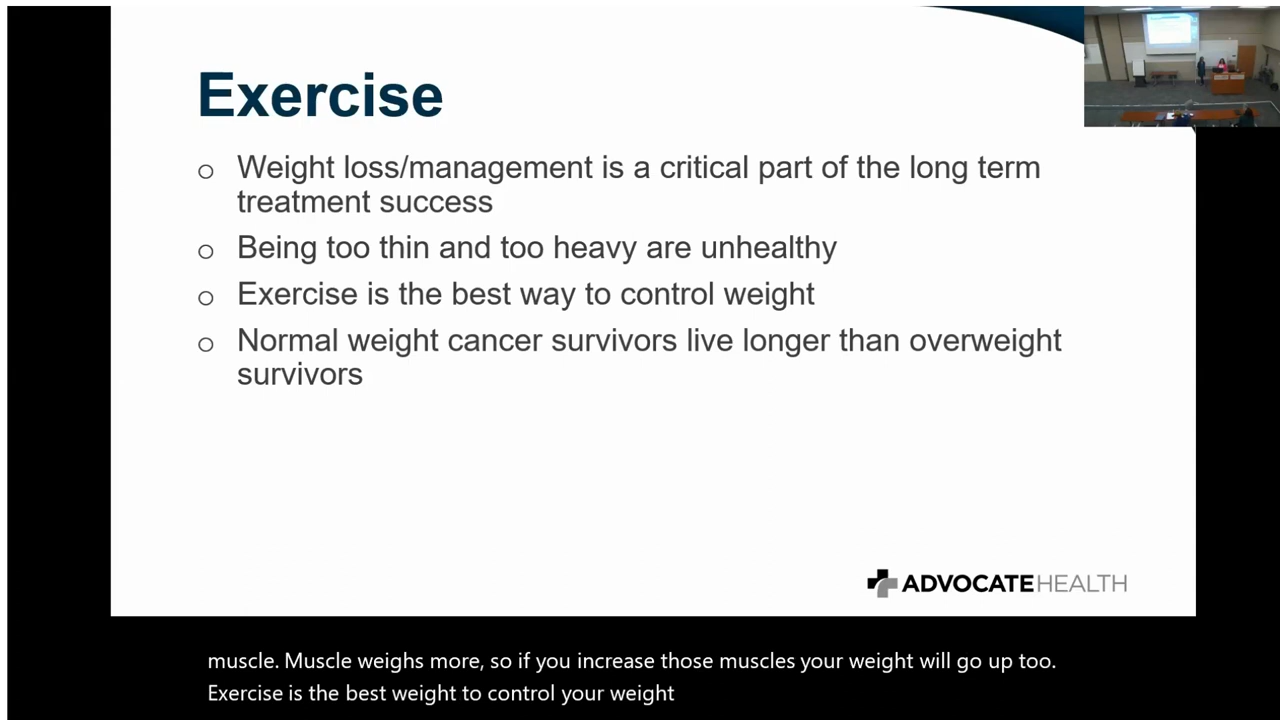 Exercise
Weight loss/management is a critical part of the long term
treatment success
Being too thin and too heavy are unhealthy
Exercise is the best way to control weight
Normal weight cancer survivors live longer than overweight
survivors
ADVOCATEHEALTH
muscle. Muscle weighs more, so if you increase those muscles your weight will go up too.
Exercise is the best weight to control your weight